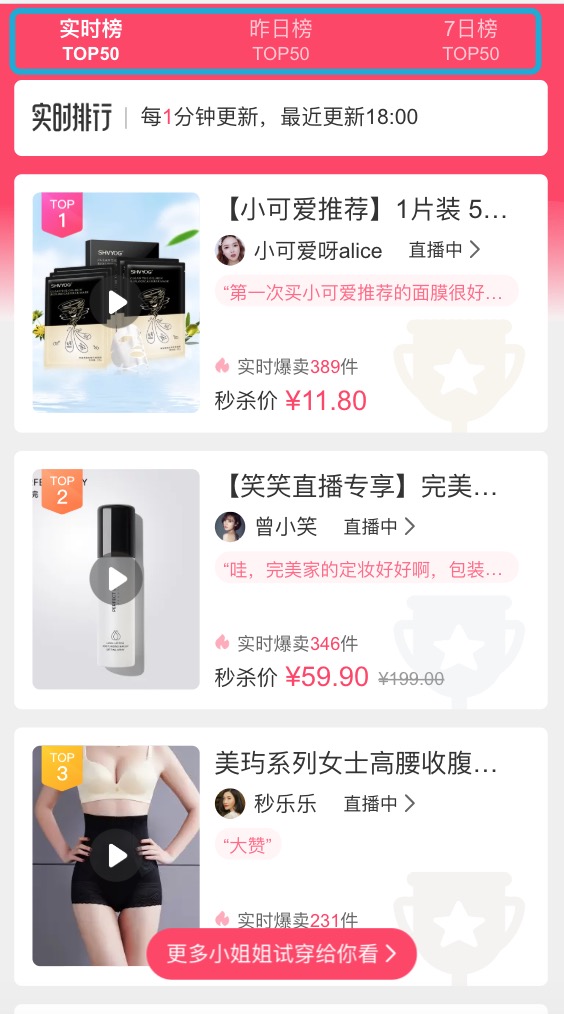 实时榜 昨日榜 7日榜
TOP50 TOP50 TOP50
实时排行 每1分钟更新，最近更新18:00
TOP
1
SHVYOG
SHVYOG
SHVYOG
【小可爱推荐】1片装 5...
小可爱呀alice 直播中
“第一次买小可爱推荐的面膜很好...
实时爆卖389件
秒杀价 ¥11.80
TOP
2
【笑笑直播专享】完美...
曾小笑 直播中
“哇，完美家的定妆好好啊，包装...
PERFECT
实时爆卖346件
秒杀价 ¥59.90 ¥199.00
TOP
3
美玙系列女士高腰收腹...
秒乐乐 直播中
“大赞”
实时爆卖231件
更多小姐姐试穿给你看